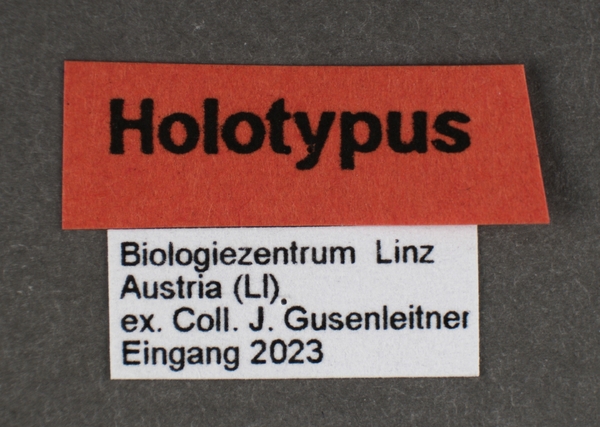 Holotypus
Biologiezentrum Linz
Austria (LI).
ex. Coll. J. Gusenleitner
Eingang 2023